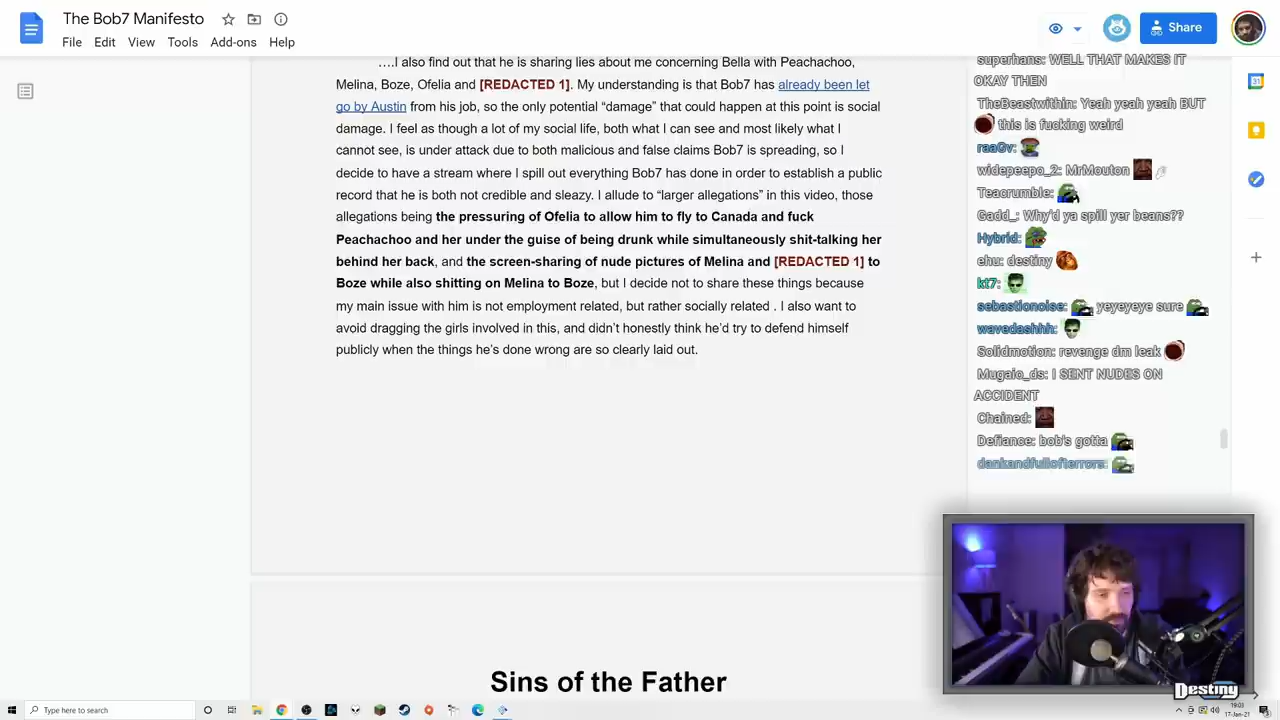 The Bob7 Manifesto
File Edit View Tools Add-ons Help
Share
….I also find out that he is sharing lies about me concerning Bella with Peachachoo,
Melina, Boze, Ofelia and [REDACTED 1]. My understanding is that Bob7 has already been let
go by Austin from his job, so the only potential “damage” that could happen at this point is social
damage. I feel as though a lot of my social life, both what I can see and most likely what I
cannot see, is under attack due to both malicious and false claims Bob7 is spreading, so I
decide to have a stream where I spill out everything Bob7 has done in order to establish a public
record that he is both not credible and sleazy. I allude to “larger allegations” in this video, those
allegations being the pressuring of Ofelia to allow him to fly to Canada and fuck
Peachachoo and her under the guise of being drunk while simultaneously shit-talking her
behind her back, and the screen-sharing of nude pictures of Melina and [REDACTED 1] to
Boze while also shitting on Melina to Boze, but I decide not to share these things because
my main issue with him is not employment related, but rather socially related . I also want to
avoid dragging the girls involved in this, and didn’t honestly think he’d try to defend himself
publicly when the things he’s done wrong are so clearly laid out.
Sins of the Father
superhans: WELL THAT MAKES IT
OKAY THEN
TheBeastwithin: Yeah yeah yeah BUT
this is fucking weird
raaGv:
widepeepo_2: MrMouton
Teacrumble:
Gadd_: Why'd ya spill yer beans??
Hybrid:
ehu: destiny
kt7:
sebastionoise: yeyeyeye sure
wavedashhh:
Solidmotion: revenge dm leak
Mugaio_ds: I SENT NUDES ON
ACCIDENT
Chained:
Defiance: bob's gotta
dankandfullofterrors:
31
Destiny
Type here to search
19:03
17-Jan-21